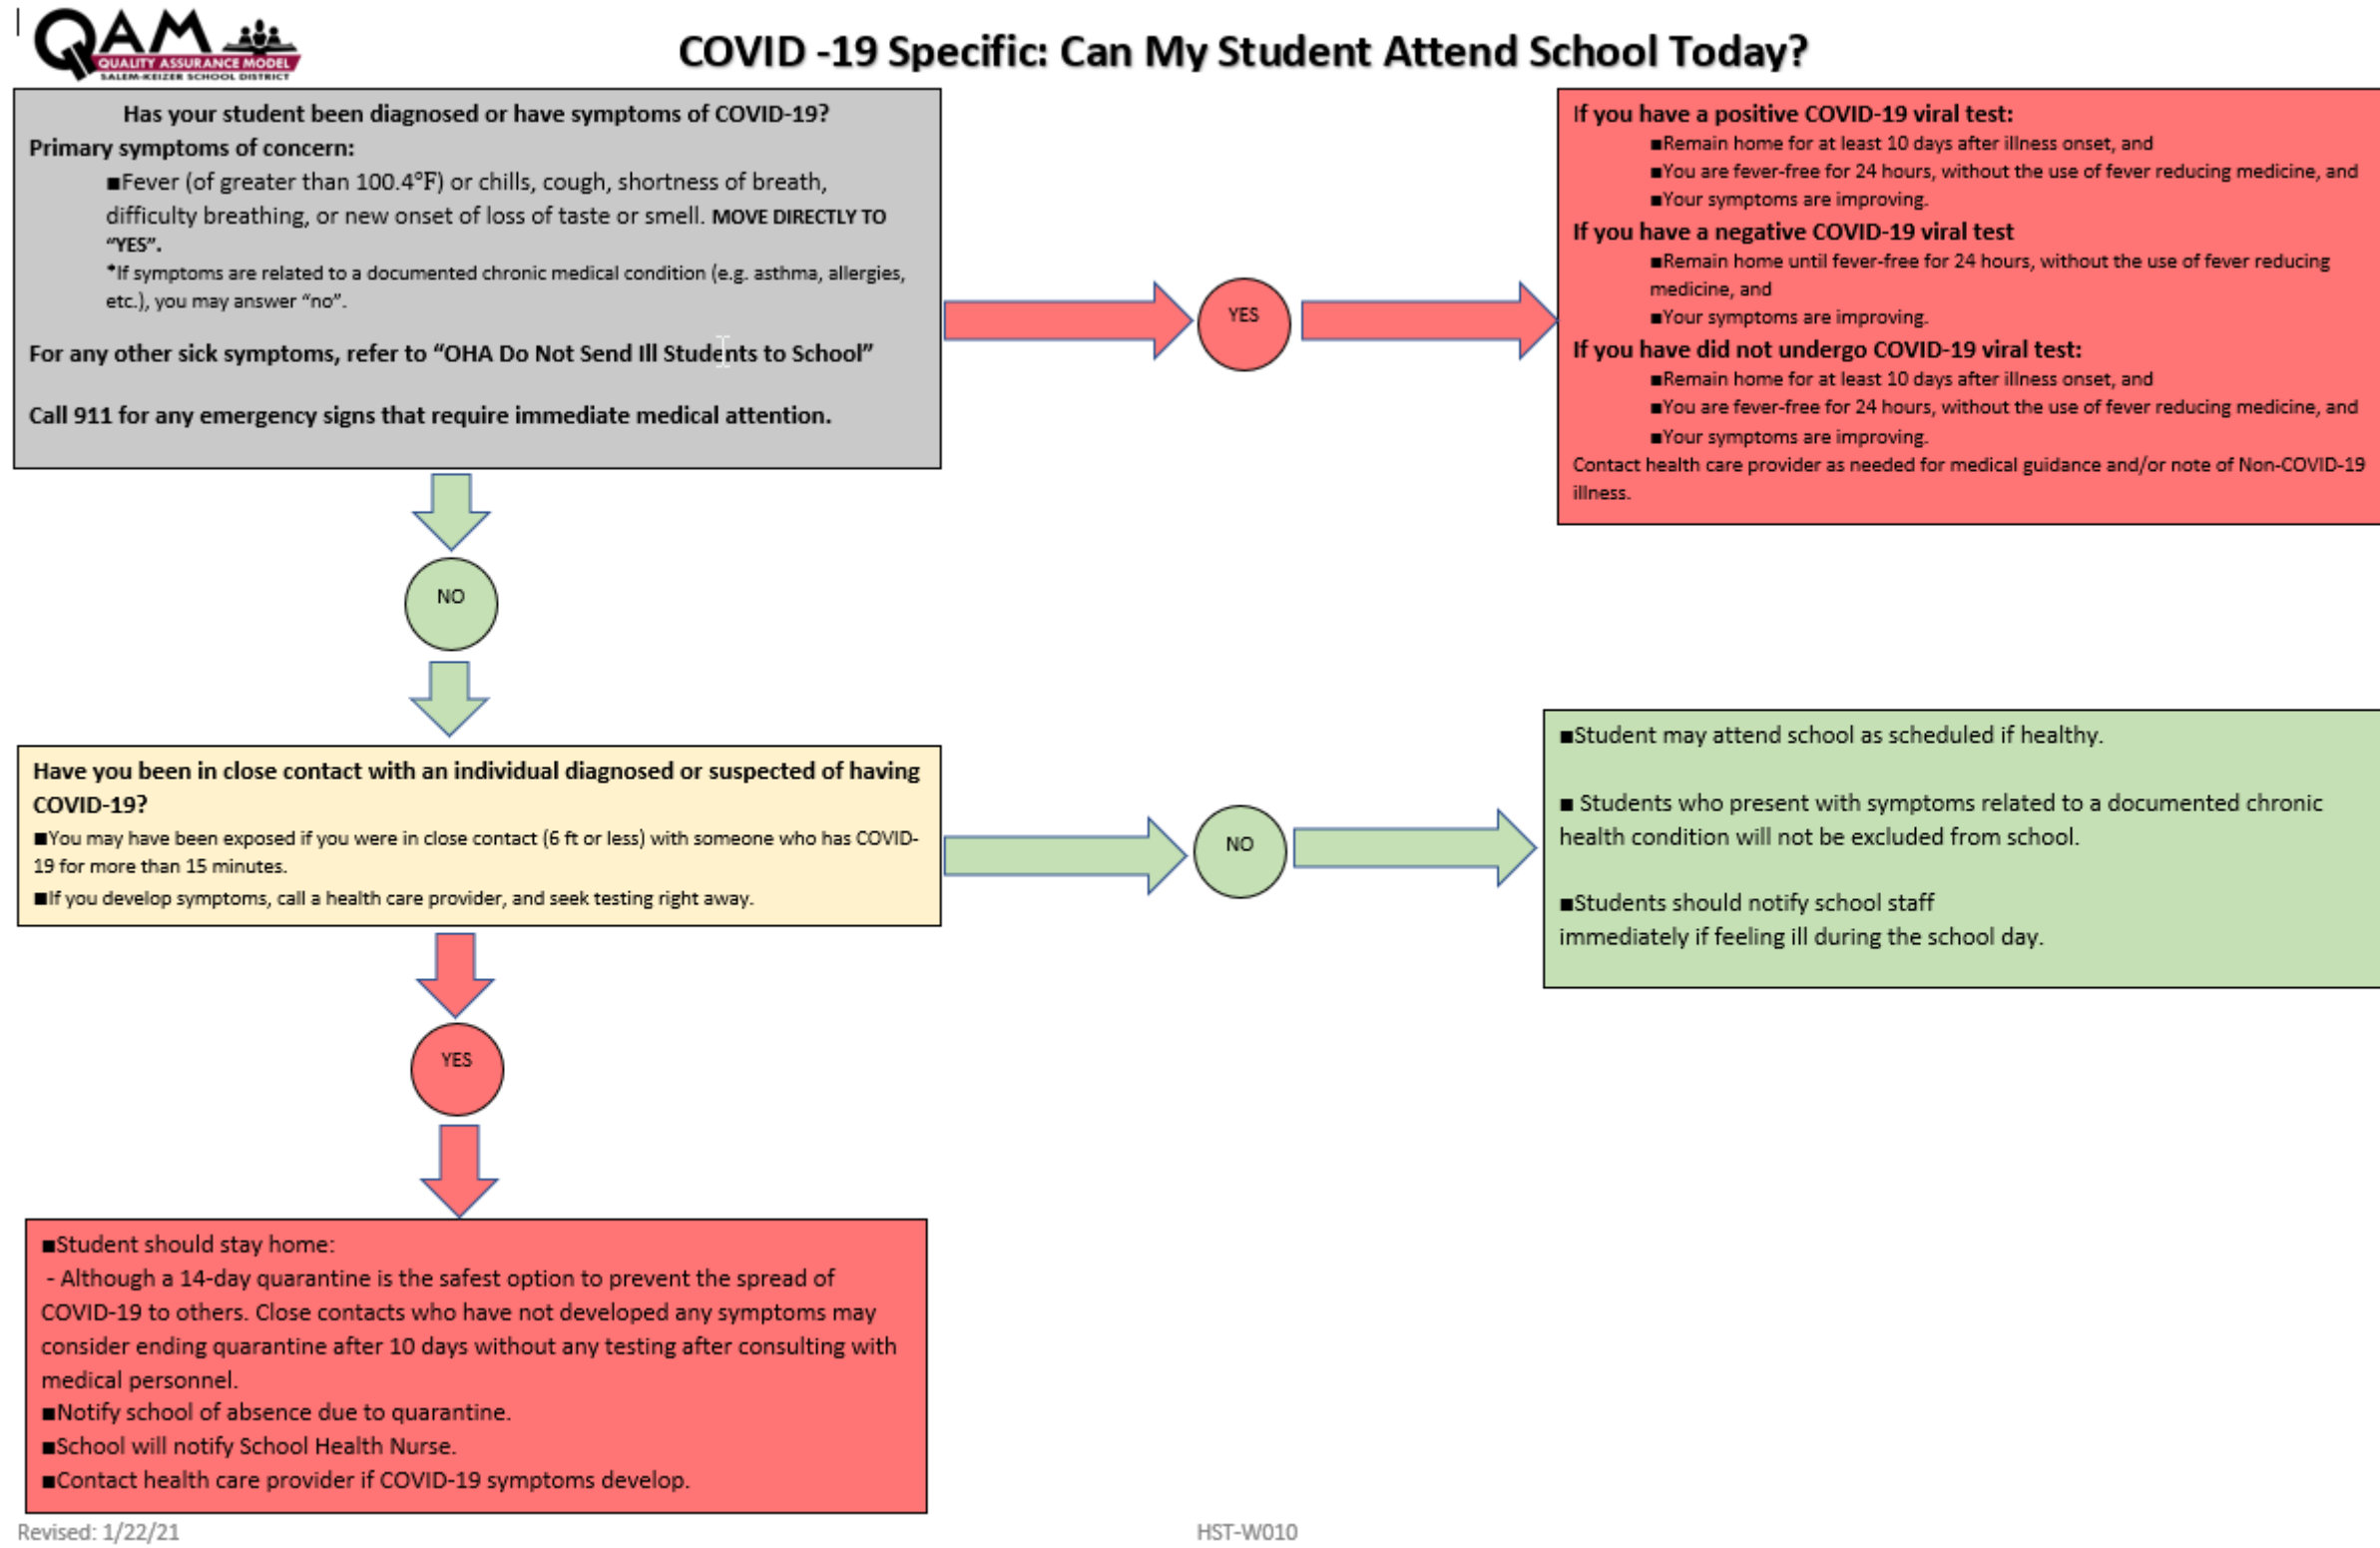 QAM
QUALITY ASSURANCE MODEL
SALEM-KEIZER SCHOOL DISTRICT
COVID -19 Specific: Can My Student Attend School Today?
Has your student been diagnosed or have symptoms of COVID-19?
Primary symptoms of concern:
■Fever (of greater than 100.4°F) or chills, cough, shortness of breath,
difficulty breathing, or new onset of loss of taste or smell. MOVE DIRECTLY TO
“YES”.
*If symptoms are related to a documented chronic medical condition (e.g. asthma, allergies,
etc.), you may answer “no”.
For any other sick symptoms, refer to “OHA Do Not Send Ill Students to School”
Call 911 for any emergency signs that require immediate medical attention.
YES
If you have a positive COVID-19 viral test:
■Remain home for at least 10 days after illness onset, and
■You are fever-free for 24 hours, without the use of fever reducing medicine, and
■Your symptoms are improving.
If you have a negative COVID-19 viral test
■Remain home until fever-free for 24 hours, without the use of fever reducing
medicine, and
■Your symptoms are improving.
If you have did not undergo COVID-19 viral test:
■Remain home for at least 10 days after illness onset, and
■You are fever-free for 24 hours, without the use of fever reducing medicine, and
■Your symptoms are improving.
Contact health care provider as needed for medical guidance and/or note of Non-COVID-19
illness.
NO
Have you been in close contact with an individual diagnosed or suspected of having
COVID-19?
■You may have been exposed if you were in close contact (6 ft or less) with someone who has COVID-
19 for more than 15 minutes.
■If you develop symptoms, call a health care provider, and seek testing right away.
NO
■Student may attend school as scheduled if healthy.
■ Students who present with symptoms related to a documented chronic
health condition will not be excluded from school.
■Students should notify school staff
immediately if feeling ill during the school day.
YES
■Student should stay home:
- Although a 14-day quarantine is the safest option to prevent the spread of
COVID-19 to others. Close contacts who have not developed any symptoms may
consider ending quarantine after 10 days without any testing after consulting with
medical personnel.
■Notify school of absence due to quarantine.
■School will notify School Health Nurse.
■Contact health care provider if COVID-19 symptoms develop.
Revised: 1/22/21
HST-W010